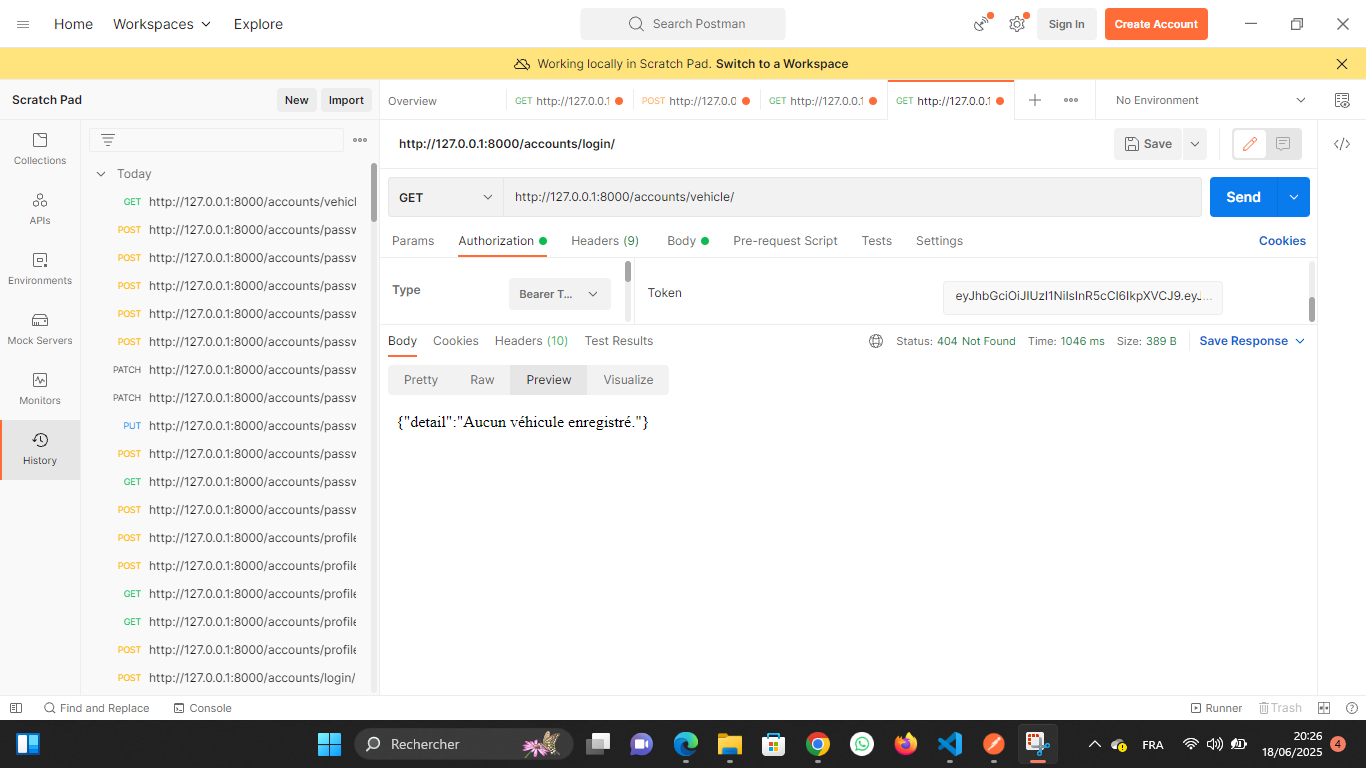 Home Workspaces Explore Search Postman Sign In Create Account
Working locally in Scratch Pad. Switch to a Workspace
Scratch Pad New Import Overview GET http://127.0.0.1 POST http://127.0.0 GET http://127.0.0.1 GET http://127.0.0.1 No Environment
http://127.0.0.1:8000/accounts/login/ Save
Collections
APIs
Environments
Mock Servers
Monitors
History
Today
GET http://127.0.0.1:8000/accounts/vehicl
POST http://127.0.0.1:8000/accounts/passw
POST http://127.0.0.1:8000/accounts/passw
POST http://127.0.0.1:8000/accounts/passw
POST http://127.0.0.1:8000/accounts/passw
POST http://127.0.0.1:8000/accounts/passw
PATCH http://127.0.0.1:8000/accounts/passw
PATCH http://127.0.0.1:8000/accounts/passw
PUT http://127.0.0.1:8000/accounts/passw
POST http://127.0.0.1:8000/accounts/passw
GET http://127.0.0.1:8000/accounts/passw
POST http://127.0.0.1:8000/accounts/passw
POST http://127.0.0.1:8000/accounts/profile
POST http://127.0.0.1:8000/accounts/profile
GET http://127.0.0.1:8000/accounts/profile
GET http://127.0.0.1:8000/accounts/profile
POST http://127.0.0.1:8000/accounts/profile
POST http://127.0.0.1:8000/accounts/login/
GET http://127.0.0.1:8000/accounts/vehicle/ Send
Params Authorization Headers (9) Body Pre-request Script Tests Settings Cookies
Type Bearer T... Token eyJhbGciOiJIUzI1NiIsInR5cCI6IkpXVCJ9.eyJ...
Body Cookies Headers (10) Test Results Status: 404 Not Found Time: 1046 ms Size: 389 B Save Response
Pretty Raw Preview Visualize
{"detail":"Aucun véhicule enregistré."}
Find and Replace Console Runner Trash
Rechercher FRA 20:26
18/06/2025 4